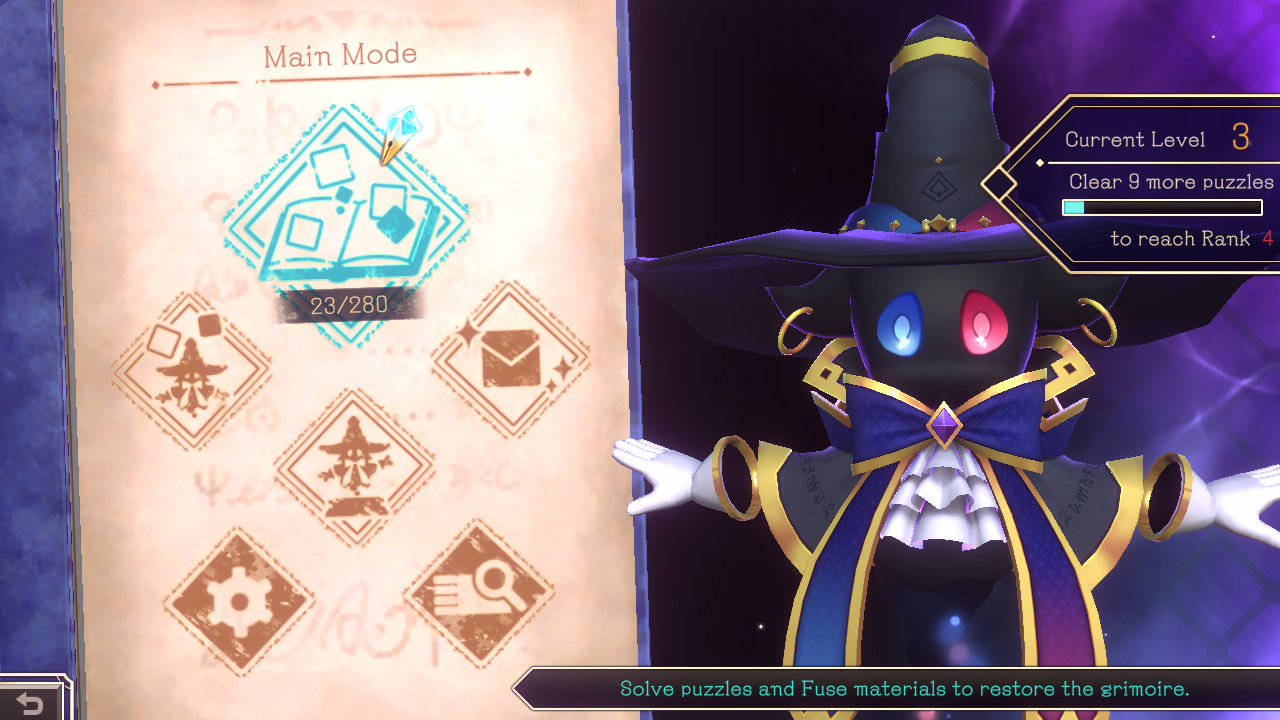 Main Mode
23/280
Current Level 3
Clear 9 more puzzles
to reach Rank 4
Solve puzzles and Fuse materials to restore the grimoire.